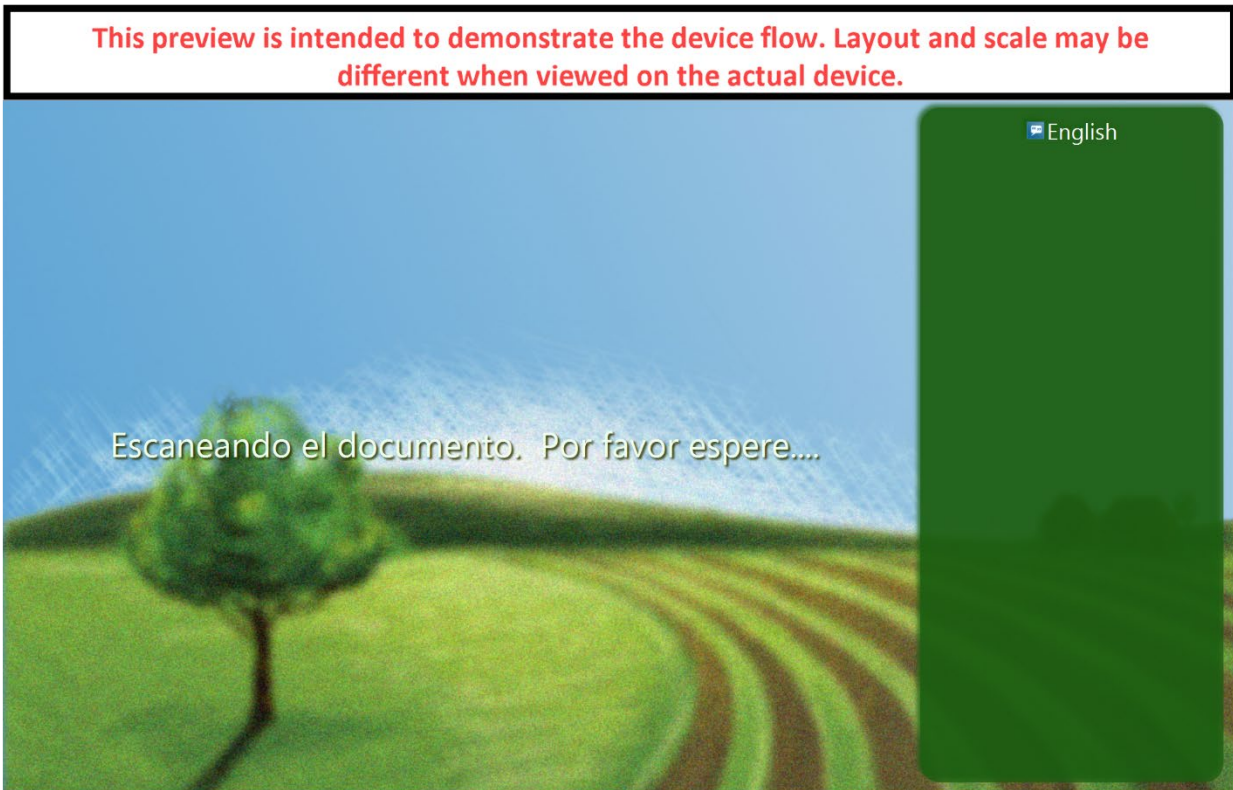 This preview is intended to demonstrate the device flow. Layout and scale may be
different when viewed on the actual device.
English
Escaneando el documento.  Por favor espere....